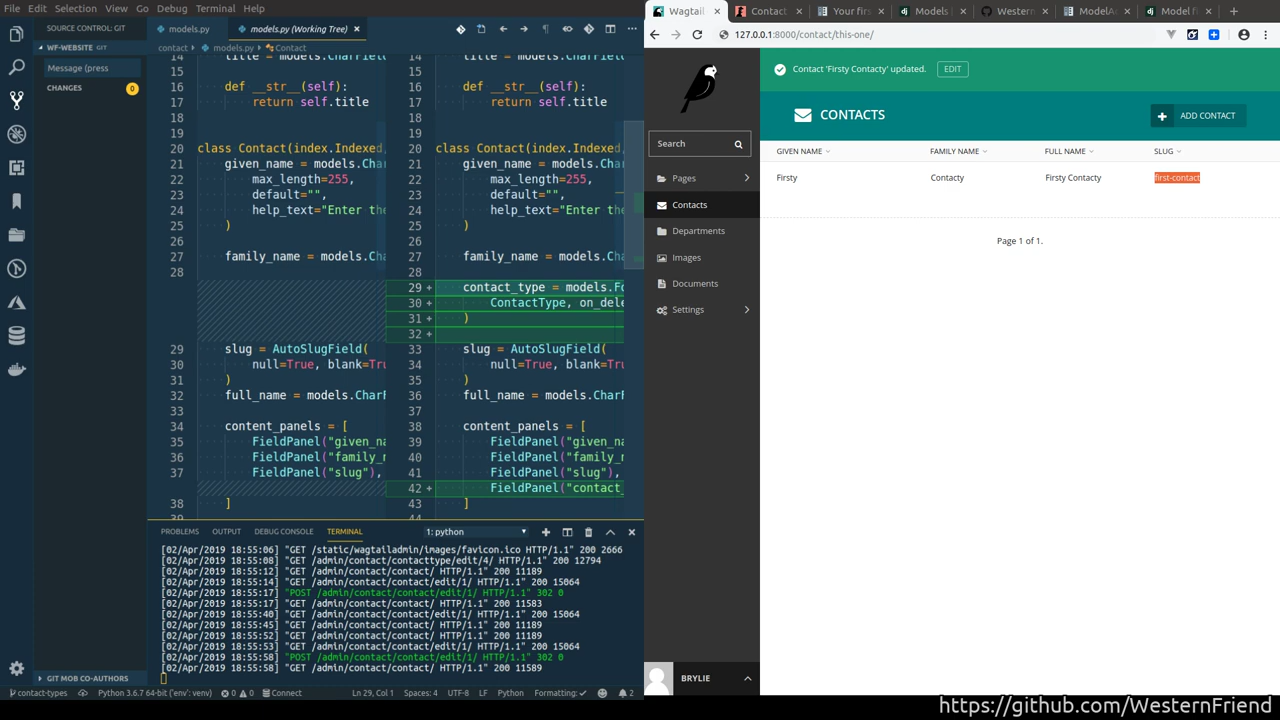 File Edit Selection View Go Debug Terminal Help
SOURCE CONTROL: GIT
WF-WEBSITE GIT
Message (press
CHANGES 0
GIT MOB CO-AUTHORS
models.py models.py (Working Tree)
contact models.py Contact
14 title = models.CharField
15
16 def __str__(self):
17 return self.title
18
19
20 class Contact(index.Indexed,
21 given_name = models.Char
22 max_length=255,
23 default="",
24 help_text="Enter the
25 )
26
27 family_name = models.Cha
28
29 slug = AutoSlugField(
30 null=True, blank=Tru
31 )
32 full_name = models.CharF
33
34 content_panels = [
35 FieldPanel("given_na
36 FieldPanel("family_n
37 FieldPanel("slug"),
38 ]
14 title = models.CharField
15
16 def __str__(self):
17 return self.title
18
19
20 class Contact(index.Indexed,
21 given_name = models.Char
22 max_length=255,
23 default="",
24 help_text="Enter the
25 )
26
27 family_name = models.Cha
28
29 + contact_type = models.Fo
30 + ContactType, on_dele
31 + )
32 +
33 slug = AutoSlugField(
34 null=True, blank=Tru
35 )
36 full_name = models.CharF
37
38 content_panels = [
39 FieldPanel("given_na
40 FieldPanel("family_n
41 FieldPanel("slug"),
42 + FieldPanel("contact_
43 ]
PROBLEMS OUTPUT DEBUG CONSOLE TERMINAL 1: python
[02/Apr/2019 18:55:06] "GET /static/wagtailadmin/images/favicon.ico HTTP/1.1" 200 2666
[02/Apr/2019 18:55:08] "GET /admin/contact/contacttype/edit/4/ HTTP/1.1" 200 12794
[02/Apr/2019 18:55:12] "GET /admin/contact/contact/ HTTP/1.1" 200 11189
[02/Apr/2019 18:55:14] "GET /admin/contact/contact/edit/1/ HTTP/1.1" 200 15064
[02/Apr/2019 18:55:17] "POST /admin/contact/contact/edit/1/ HTTP/1.1" 302 0
[02/Apr/2019 18:55:17] "GET /admin/contact/contact/ HTTP/1.1" 200 11583
[02/Apr/2019 18:55:40] "GET /admin/contact/contact/edit/1/ HTTP/1.1" 200 15064
[02/Apr/2019 18:55:45] "GET /admin/contact/contact/ HTTP/1.1" 200 11189
[02/Apr/2019 18:55:52] "GET /admin/contact/contact/ HTTP/1.1" 200 11189
[02/Apr/2019 18:55:53] "GET /admin/contact/contact/edit/1/ HTTP/1.1" 200 15064
[02/Apr/2019 18:55:58] "POST /admin/contact/contact/edit/1/ HTTP/1.1" 302 0
[02/Apr/2019 18:55:58] "GET /admin/contact/contact/ HTTP/1.1" 200 11589
contact-types Python 3.6.7 64-bit ('env': venv) 0 0 Connect Ln 29, Col 1 Spaces: 4 UTF-8 LF Python Formatting: ✓ 2
Wagtail Contact Your firs Models Western ModelAd Model f
127.0.0.1:8000/contact/this-one/
Contact 'Firsty Contacty' updated. EDIT
CONTACTS
ADD CONTACT
Search
Pages
Contacts
Departments
Images
Documents
Settings
BRYLIE
GIVEN NAME FAMILY NAME FULL NAME SLUG
Firsty Contacty Firsty Contacty first-contact
Page 1 of 1.
https://github.com/WesternFriend